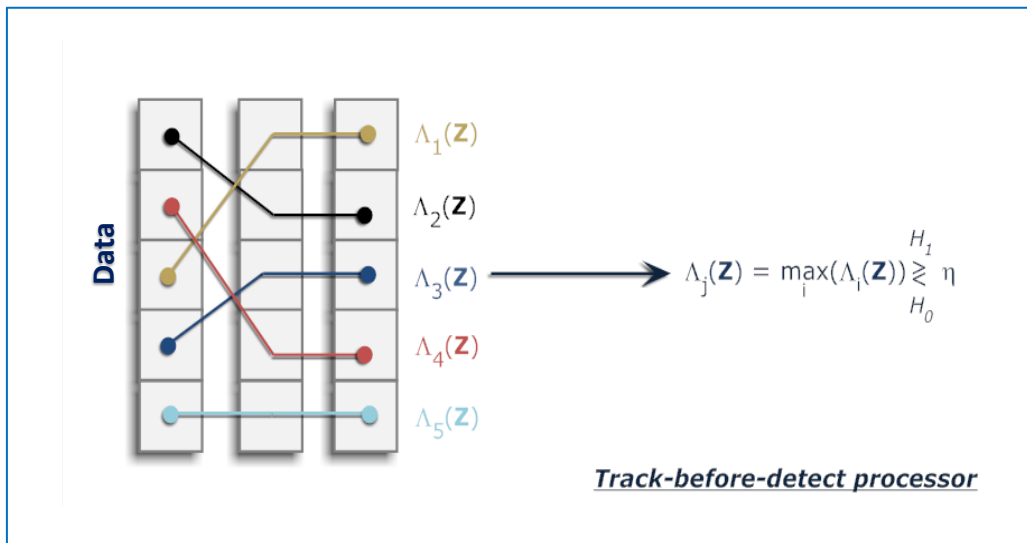 Data
Λ₁(Z)
Λ₂(Z)
Λ₃(Z)
Λ₄(Z)
Λ₅(Z)
H₁
Λⱼ(Z) = max(Λᵢ(Z)) ≷ η
i
H₀
Track-before-detect processor